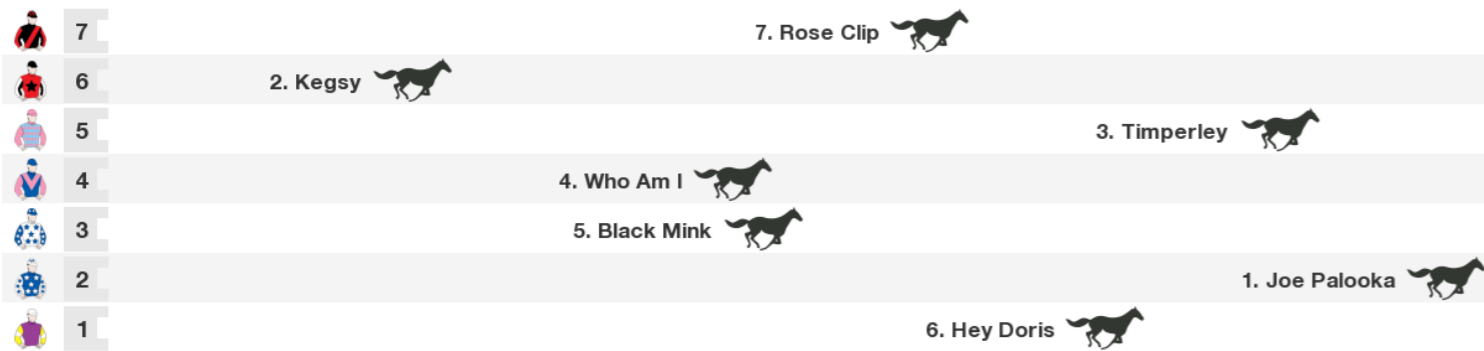 7 7. Rose Clip
6 2. Kegsy
5 3. Timperley
4 4. Who Am I
3 5. Black Mink
2 1. Joe Palooka
1 6. Hey Doris